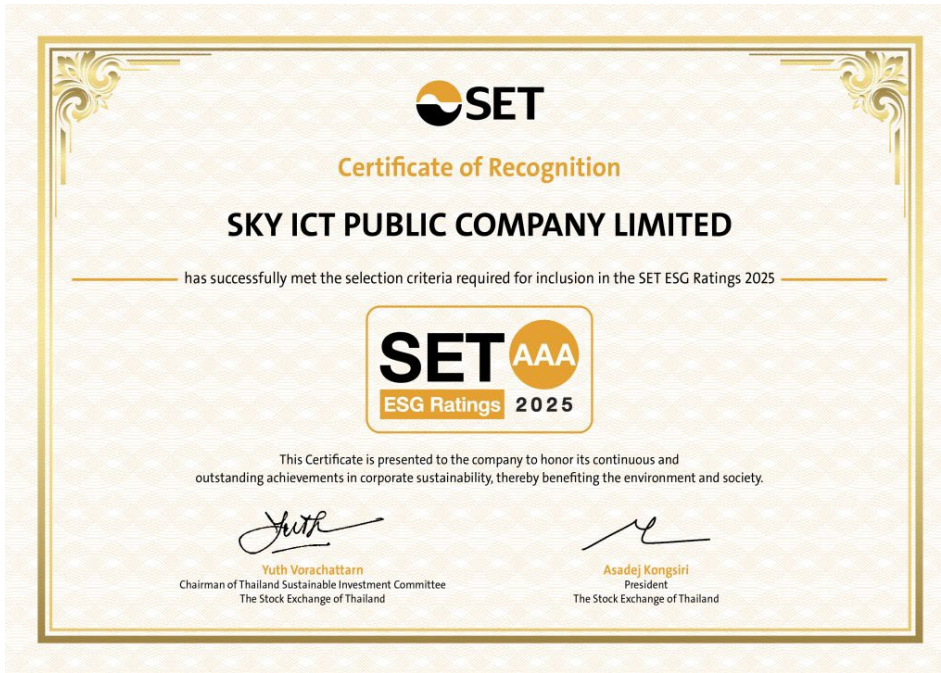 SET
Certificate of Recognition
SKY ICT PUBLIC COMPANY LIMITED
has successfully met the selection criteria required for inclusion in the SET ESG Ratings 2025
SET AAA
ESG Ratings 2025
This Certificate is presented to the company to honor its continuous and
outstanding achievements in corporate sustainability, thereby benefiting the environment and society.
Yuth
Yuth Vorachattarn
Chairman of Thailand Sustainable Investment Committee
The Stock Exchange of Thailand
Asadej Kongsiri
President
The Stock Exchange of Thailand